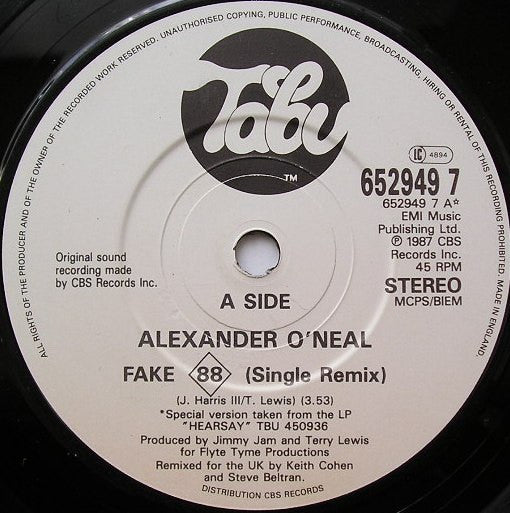 ALL RIGHTS OF THE PRODUCER AND OF THE OWNER OF THE RECORDED WORK RESERVED. UNAUTHORISED COPYING, PUBLIC PERFORMANCE, BROADCASTING, HIRING OR RENTAL OF THIS RECORDING PROHIBITED. MADE IN ENGLAND.
Tabu
TM
LC 4894
652949 7
652949 7 A*
EMI Music
Publishing Ltd.
℗ 1987 CBS
Records Inc.
45 RPM
STEREO
MCPS/BIEM
Original sound
recording made
by CBS Records Inc.
A SIDE
ALEXANDER O'NEAL
FAKE 88 (Single Remix)
(J. Harris III/T. Lewis) (3.53)
*Special version taken from the LP
"HEARSAY" TBU 450936
Produced by Jimmy Jam and Terry Lewis
for Flyte Tyme Productions
Remixed for the UK by Keith Cohen
and Steve Beltran.
DISTRIBUTION CBS RECORDS